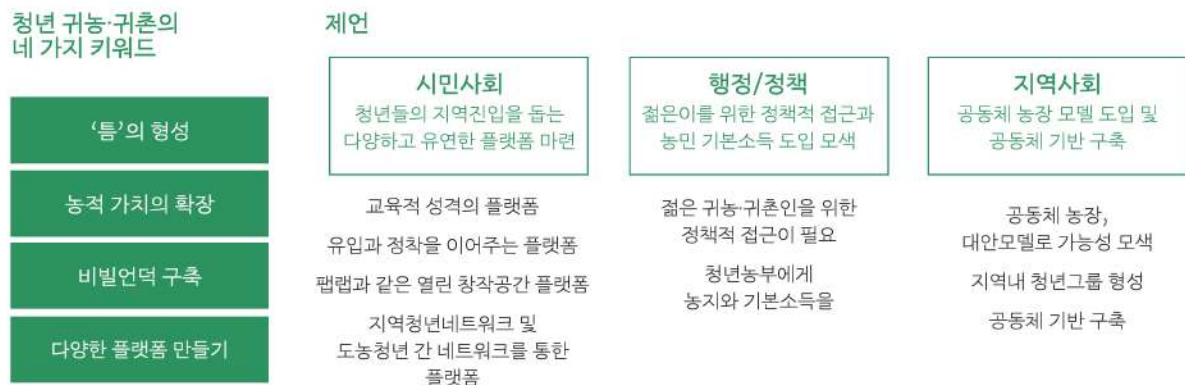 청년 귀농·귀촌의
네 가지 키워드
‘틈’의 형성
농적 가치의 확장
비빌언덕 구축
다양한 플랫폼 만들기
제언
시민사회
청년들의 지역진입을 돕는
다양하고 유연한 플랫폼 마련
교육적 성격의 플랫폼
유입과 정착을 이어주는 플랫폼
팹랩과 같은 열린 창작공간 플랫폼
지역청년네트워크 및
도농청년 간 네트워크를 통한
플랫폼
행정/정책
젊은이를 위한 정책적 접근과
농민 기본소득 도입 모색
젊은 귀농·귀촌인을 위한
정책적 접근이 필요
청년농부에게
농지와 기본소득을
지역사회
공동체 농장 모델 도입 및
공동체 기반 구축
공동체 농장,
대안모델로 가능성 모색
지역내 청년그룹 형성
공동체 기반 구축